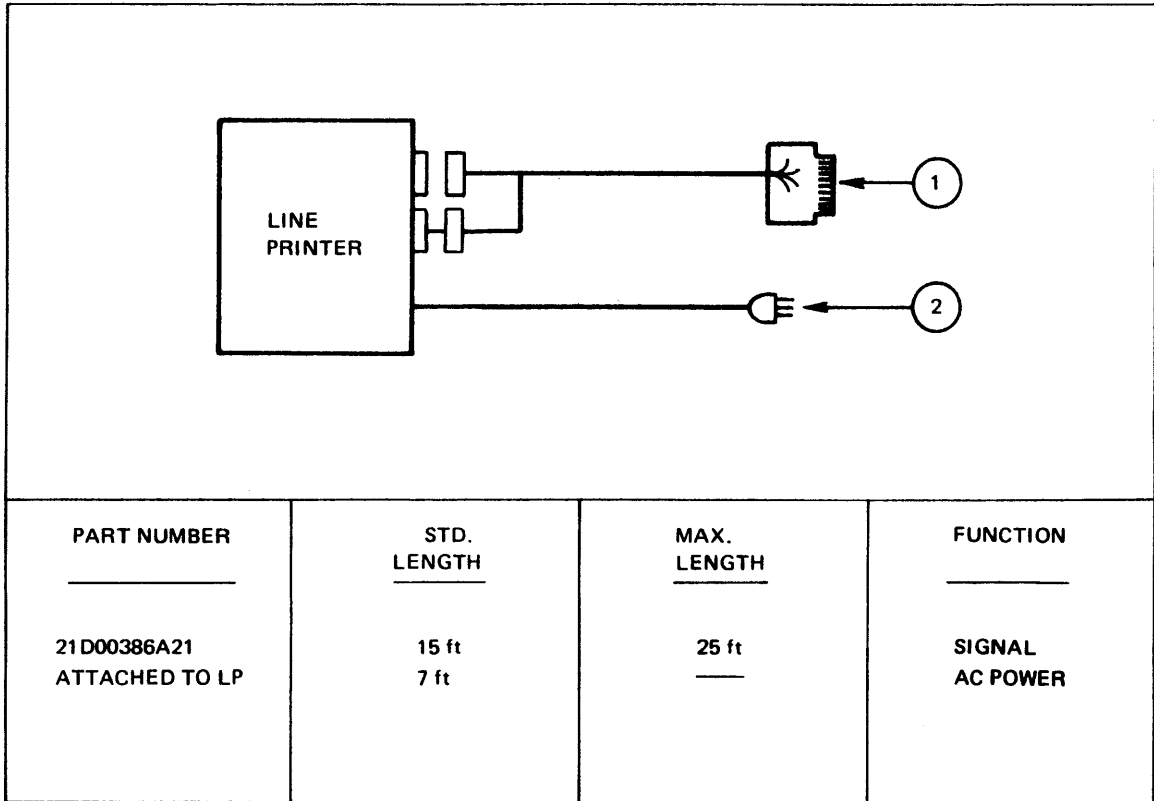 LINE
PRINTER
1
2
PART NUMBER
STD.
LENGTH
MAX.
LENGTH
FUNCTION
21D00386A21 15 ft 25 ft SIGNAL
ATTACHED TO LP 7 ft — AC POWER